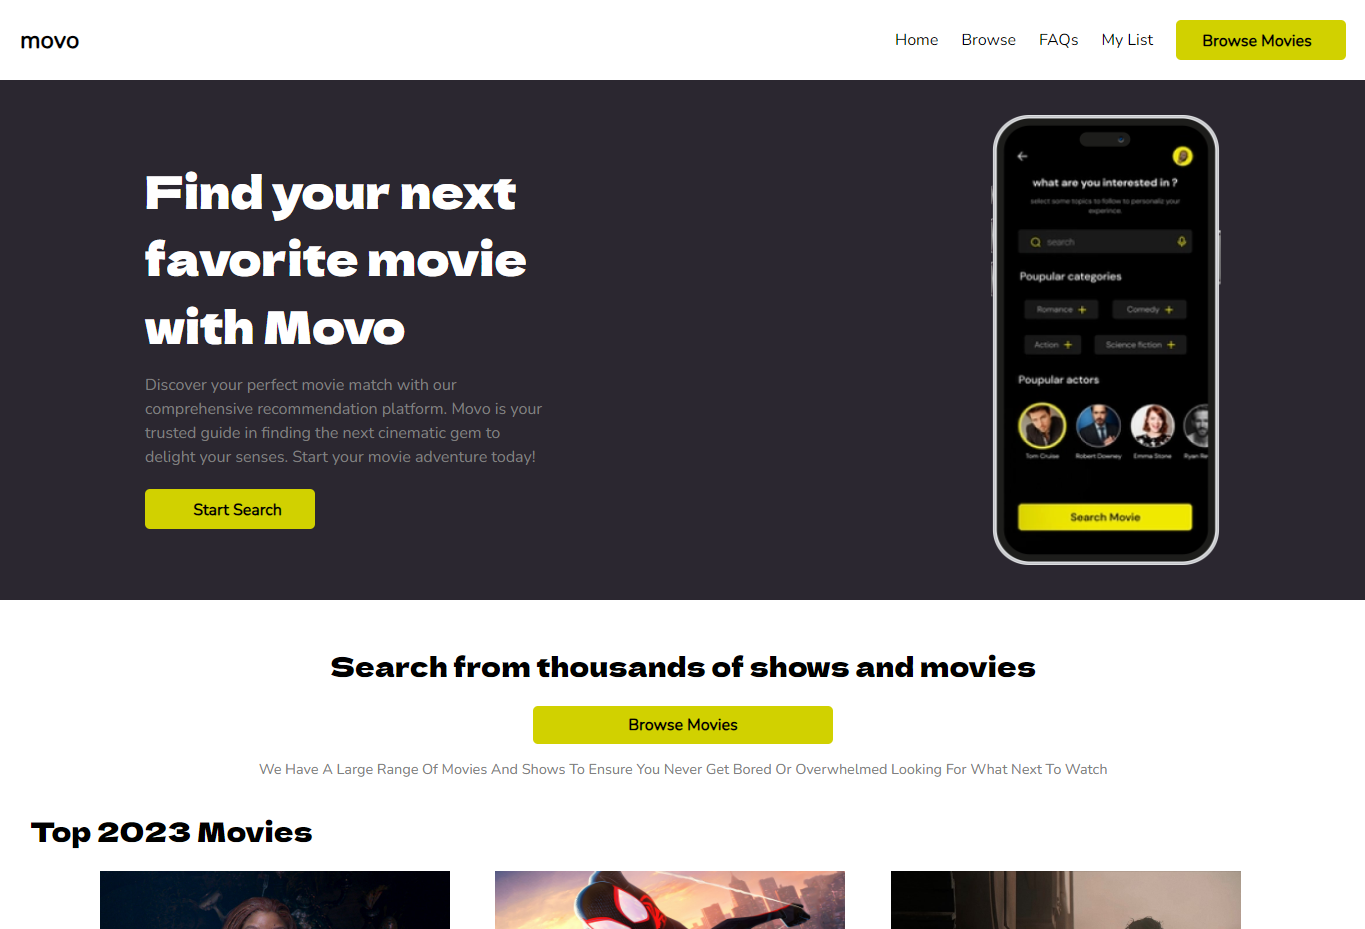 movo
Home
Browse
FAQs
My List
Browse Movies
Find your next
favorite movie
with Movo
Discover your perfect movie match with our
comprehensive recommendation platform. Movo is your
trusted guide in finding the next cinematic gem to
delight your senses. Start your movie adventure today!
Start Search
what are you interested in ?
select some topics to follow to personaliz your
experince.
search
Poupular categories
Romance +
Comedy +
Action +
Science fiction +
Poupular actors
Tom Cruise
Robert Downey
Emma Stone
Ryan Re
Search Movie
Search from thousands of shows and movies
Browse Movies
We Have A Large Range Of Movies And Shows To Ensure You Never Get Bored Or Overwhelmed Looking For What Next To Watch
Top 2023 Movies